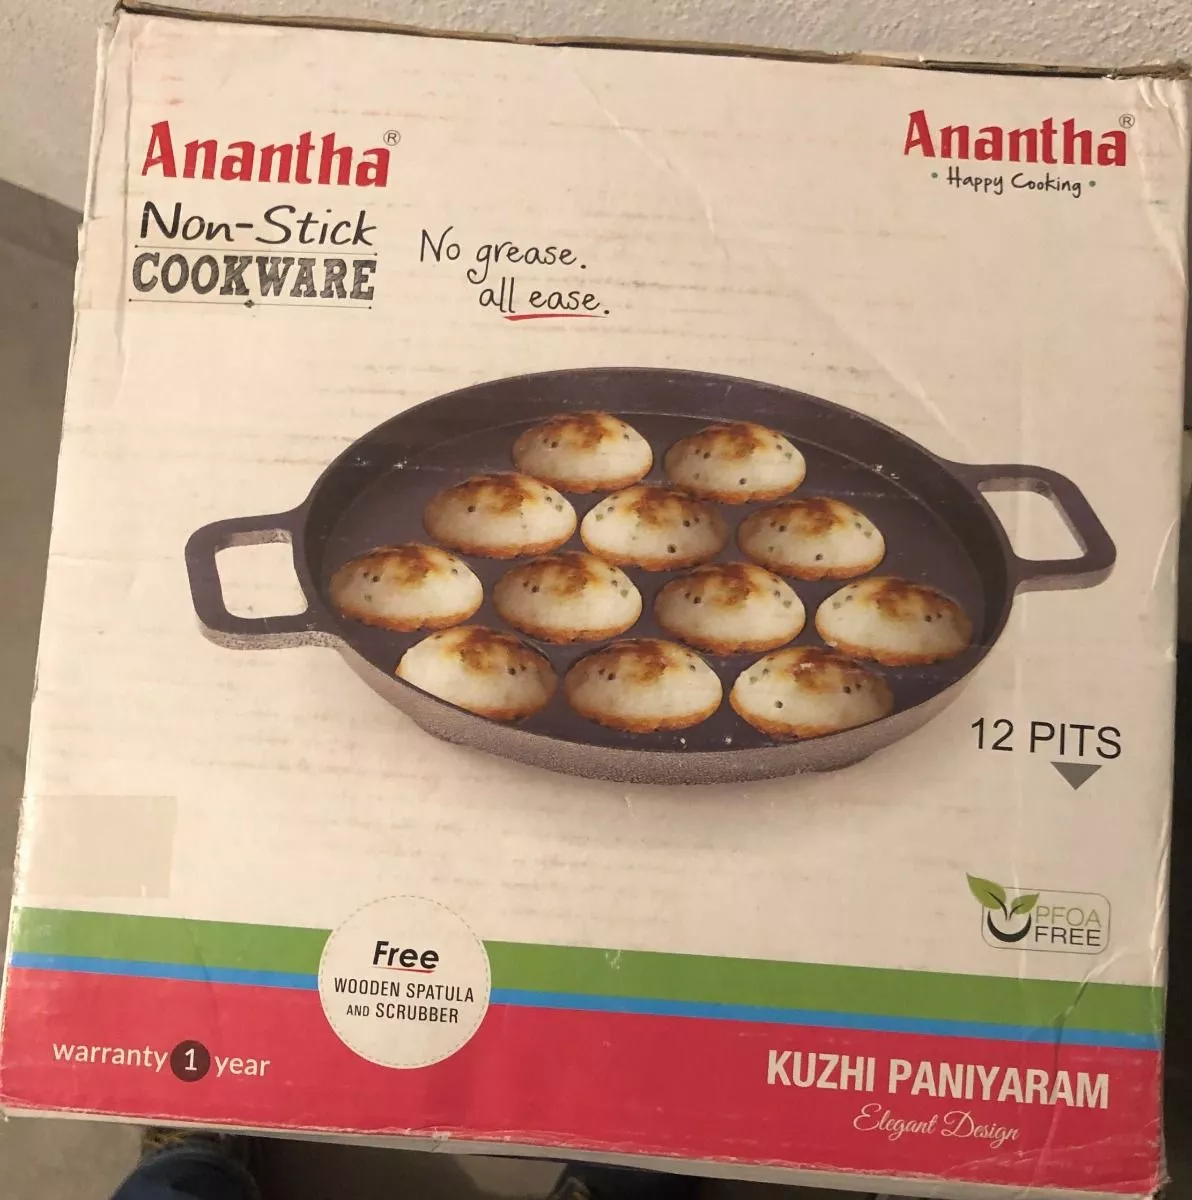 Anantha®
Non-Stick
COOKWARE
No grease.
all ease.
Anantha®
• Happy Cooking •
12 PITS
PFOA
FREE
Free
WOODEN SPATULA
AND SCRUBBER
warranty 1 year
KUZHI PANIYARAM
Elegant Design